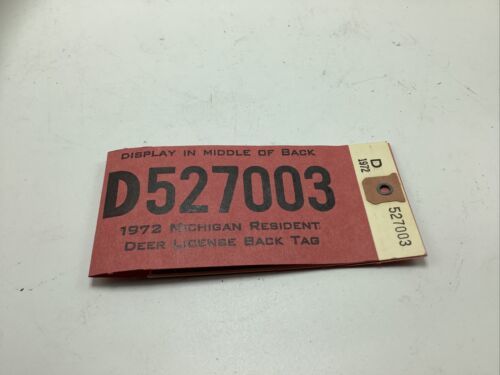 DISPLAY IN MIDDLE OF BACK
D527003
1972 MICHIGAN RESIDENT
DEER LICENSE BACK TAG
D
1972
527003